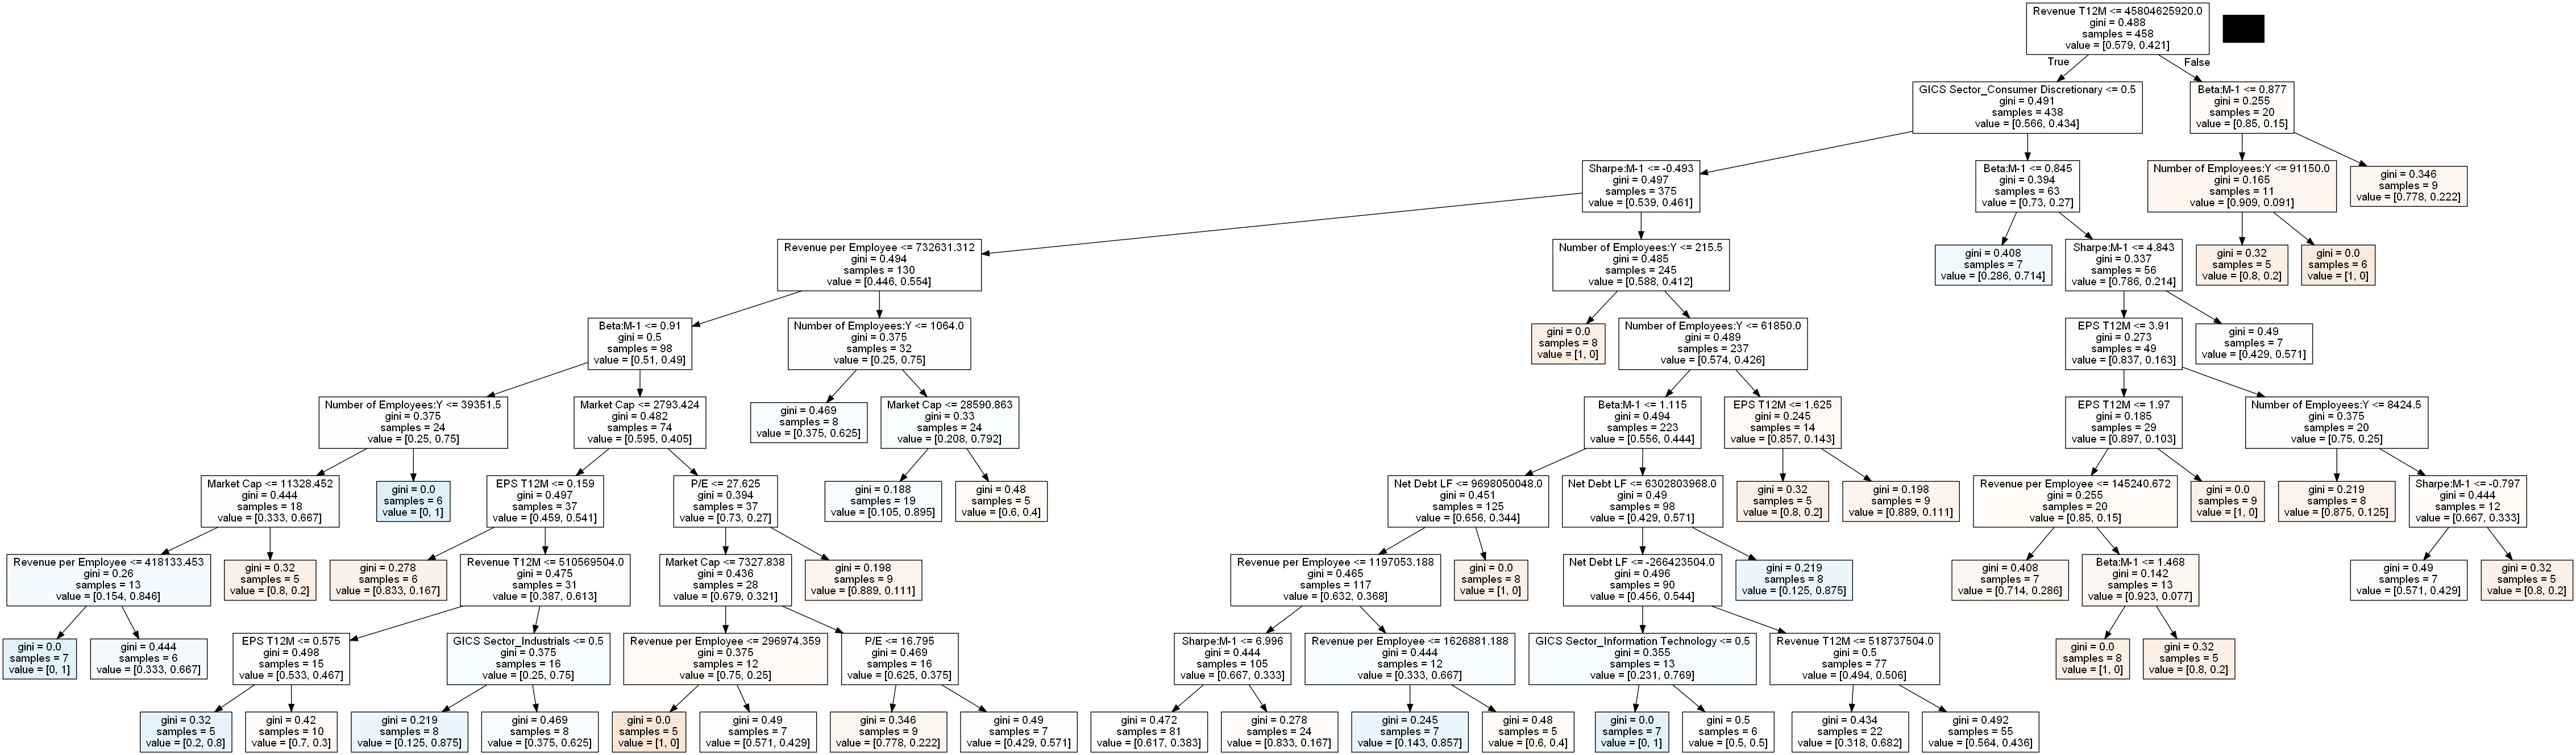 Revenue T12M <= 45804625920.0
gini = 0.488
samples = 458
value = [0.579, 0.421]
True
False
GICS Sector_Consumer Discretionary <= 0.5
gini = 0.491
samples = 438
value = [0.566, 0.434]
Beta:M-1 <= 0.877
gini = 0.255
samples = 20
value = [0.85, 0.15]
Sharpe:M-1 <= -0.493
gini = 0.497
samples = 375
value = [0.539, 0.461]
Beta:M-1 <= 0.845
gini = 0.394
samples = 63
value = [0.73, 0.27]
Number of Employees:Y <= 91150.0
gini = 0.165
samples = 11
value = [0.909, 0.091]
gini = 0.346
samples = 9
value = [0.778, 0.222]
Revenue per Employee <= 732631.312
gini = 0.494
samples = 130
value = [0.446, 0.554]
Number of Employees:Y <= 215.5
gini = 0.485
samples = 245
value = [0.588, 0.412]
gini = 0.408
samples = 7
value = [0.286, 0.714]
Sharpe:M-1 <= 4.843
gini = 0.337
samples = 56
value = [0.786, 0.214]
gini = 0.32
samples = 5
value = [0.8, 0.2]
gini = 0.0
samples = 6
value = [1, 0]
Beta:M-1 <= 0.91
gini = 0.5
samples = 98
value = [0.51, 0.49]
Number of Employees:Y <= 1064.0
gini = 0.375
samples = 32
value = [0.25, 0.75]
gini = 0.0
samples = 8
value = [1, 0]
Number of Employees:Y <= 61850.0
gini = 0.489
samples = 237
value = [0.574, 0.426]
EPS T12M <= 3.91
gini = 0.273
samples = 49
value = [0.837, 0.163]
gini = 0.49
samples = 7
value = [0.429, 0.571]
Number of Employees:Y <= 39351.5
gini = 0.375
samples = 24
value = [0.25, 0.75]
Market Cap <= 2793.424
gini = 0.482
samples = 74
value = [0.595, 0.405]
gini = 0.469
samples = 8
value = [0.375, 0.625]
Market Cap <= 28590.863
gini = 0.33
samples = 24
value = [0.208, 0.792]
Beta:M-1 <= 1.115
gini = 0.494
samples = 223
value = [0.556, 0.444]
EPS T12M <= 1.625
gini = 0.245
samples = 14
value = [0.857, 0.143]
EPS T12M <= 1.97
gini = 0.185
samples = 29
value = [0.897, 0.103]
Number of Employees:Y <= 8424.5
gini = 0.375
samples = 20
value = [0.75, 0.25]
Market Cap <= 11328.452
gini = 0.444
samples = 18
value = [0.333, 0.667]
gini = 0.0
samples = 6
value = [0, 1]
EPS T12M <= 0.159
gini = 0.497
samples = 37
value = [0.459, 0.541]
P/E <= 27.625
gini = 0.394
samples = 37
value = [0.73, 0.27]
gini = 0.188
samples = 19
value = [0.105, 0.895]
gini = 0.48
samples = 5
value = [0.6, 0.4]
Net Debt LF <= 9698050048.0
gini = 0.451
samples = 125
value = [0.656, 0.344]
Net Debt LF <= 6302803968.0
gini = 0.49
samples = 98
value = [0.429, 0.571]
gini = 0.32
samples = 5
value = [0.8, 0.2]
gini = 0.198
samples = 9
value = [0.889, 0.111]
Revenue per Employee <= 145240.672
gini = 0.255
samples = 20
value = [0.85, 0.15]
gini = 0.0
samples = 9
value = [1, 0]
gini = 0.219
samples = 8
value = [0.875, 0.125]
Sharpe:M-1 <= -0.797
gini = 0.444
samples = 12
value = [0.667, 0.333]
Revenue per Employee <= 418133.453
gini = 0.26
samples = 13
value = [0.154, 0.846]
gini = 0.32
samples = 5
value = [0.8, 0.2]
gini = 0.278
samples = 6
value = [0.833, 0.167]
Revenue T12M <= 510569504.0
gini = 0.475
samples = 31
value = [0.387, 0.613]
Market Cap <= 7327.838
gini = 0.436
samples = 28
value = [0.679, 0.321]
gini = 0.198
samples = 9
value = [0.889, 0.111]
Revenue per Employee <= 1197053.188
gini = 0.465
samples = 117
value = [0.632, 0.368]
gini = 0.0
samples = 8
value = [1, 0]
Net Debt LF <= -266423504.0
gini = 0.496
samples = 90
value = [0.456, 0.544]
gini = 0.219
samples = 8
value = [0.125, 0.875]
gini = 0.408
samples = 7
value = [0.714, 0.286]
Beta:M-1 <= 1.468
gini = 0.142
samples = 13
value = [0.923, 0.077]
gini = 0.49
samples = 7
value = [0.571, 0.429]
gini = 0.32
samples = 5
value = [0.8, 0.2]
gini = 0.0
samples = 7
value = [0, 1]
gini = 0.444
samples = 6
value = [0.333, 0.667]
EPS T12M <= 0.575
gini = 0.498
samples = 15
value = [0.533, 0.467]
GICS Sector_Industrials <= 0.5
gini = 0.375
samples = 16
value = [0.25, 0.75]
Revenue per Employee <= 296974.359
gini = 0.375
samples = 12
value = [0.75, 0.25]
P/E <= 16.795
gini = 0.469
samples = 16
value = [0.625, 0.375]
Sharpe:M-1 <= 6.996
gini = 0.444
samples = 105
value = [0.667, 0.333]
Revenue per Employee <= 1626881.188
gini = 0.444
samples = 12
value = [0.333, 0.667]
GICS Sector_Information Technology <= 0.5
gini = 0.355
samples = 13
value = [0.231, 0.769]
Revenue T12M <= 518737504.0
gini = 0.5
samples = 77
value = [0.494, 0.506]
gini = 0.0
samples = 8
value = [1, 0]
gini = 0.32
samples = 5
value = [0.8, 0.2]
gini = 0.32
samples = 5
value = [0.2, 0.8]
gini = 0.42
samples = 10
value = [0.7, 0.3]
gini = 0.219
samples = 8
value = [0.125, 0.875]
gini = 0.469
samples = 8
value = [0.375, 0.625]
gini = 0.0
samples = 5
value = [1, 0]
gini = 0.49
samples = 7
value = [0.571, 0.429]
gini = 0.346
samples = 9
value = [0.778, 0.222]
gini = 0.49
samples = 7
value = [0.429, 0.571]
gini = 0.472
samples = 81
value = [0.617, 0.383]
gini = 0.278
samples = 24
value = [0.833, 0.167]
gini = 0.245
samples = 7
value = [0.143, 0.857]
gini = 0.48
samples = 5
value = [0.6, 0.4]
gini = 0.0
samples = 7
value = [0, 1]
gini = 0.5
samples = 6
value = [0.5, 0.5]
gini = 0.434
samples = 22
value = [0.318, 0.682]
gini = 0.492
samples = 55
value = [0.564, 0.436]